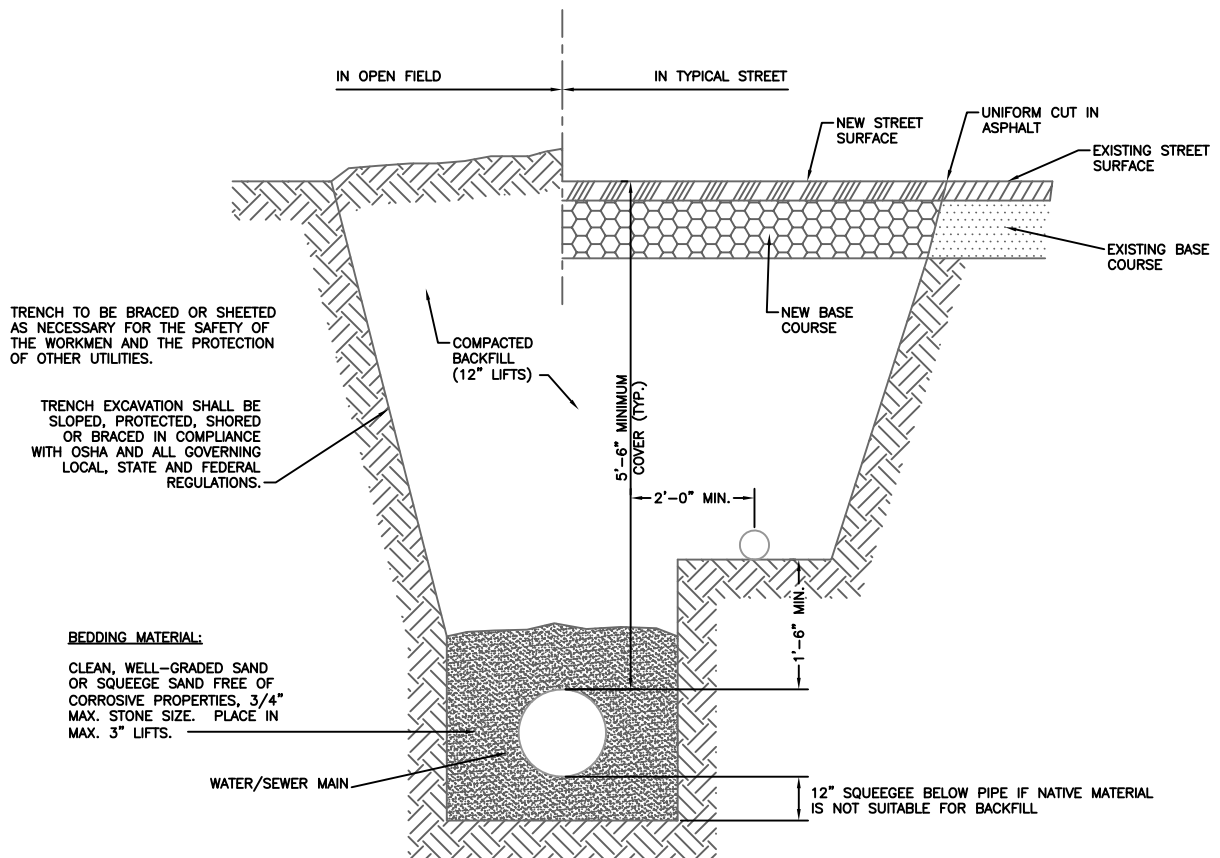 IN OPEN FIELD
IN TYPICAL STREET
NEW STREET
SURFACE
UNIFORM CUT IN
ASPHALT
EXISTING STREET
SURFACE
EXISTING BASE
COURSE
NEW BASE
COURSE
TRENCH TO BE BRACED OR SHEETED
AS NECESSARY FOR THE SAFETY OF
THE WORKMEN AND THE PROTECTION
OF OTHER UTILITIES.
COMPACTED
BACKFILL
(12" LIFTS)
TRENCH EXCAVATION SHALL BE
SLOPED, PROTECTED, SHORED
OR BRACED IN COMPLIANCE
WITH OSHA AND ALL GOVERNING
LOCAL, STATE AND FEDERAL
REGULATIONS.
5'-6" MINIMUM
COVER (TYP.)
2'-0" MIN.
1'-6" MIN.
BEDDING MATERIAL:
CLEAN, WELL-GRADED SAND
OR SQUEEGE SAND FREE OF
CORROSIVE PROPERTIES, 3/4"
MAX. STONE SIZE. PLACE IN
MAX. 3" LIFTS.
WATER/SEWER MAIN
12" SQUEEGEE BELOW PIPE IF NATIVE MATERIAL
IS NOT SUITABLE FOR BACKFILL